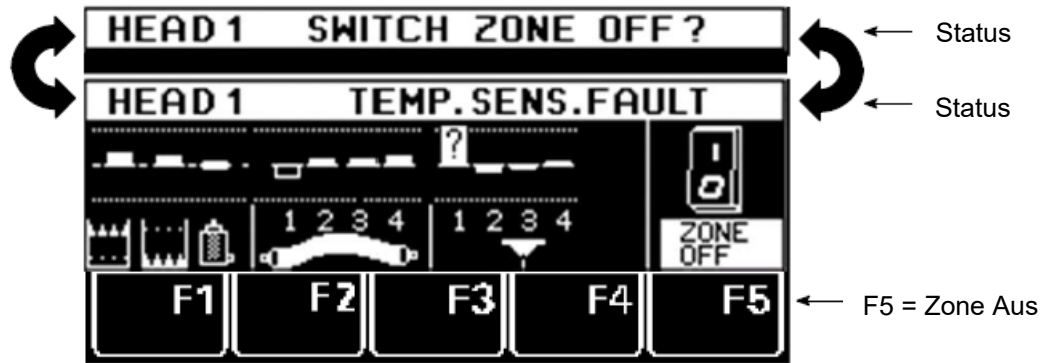 HEAD 1 SWITCH ZONE OFF?
Status
HEAD 1 TEMP.SENS.FAULT
Status
?
I
0
1 2 3 4
1 2 3 4
ZONE
OFF
F1 F2 F3 F4 F5
F5 = Zone Aus